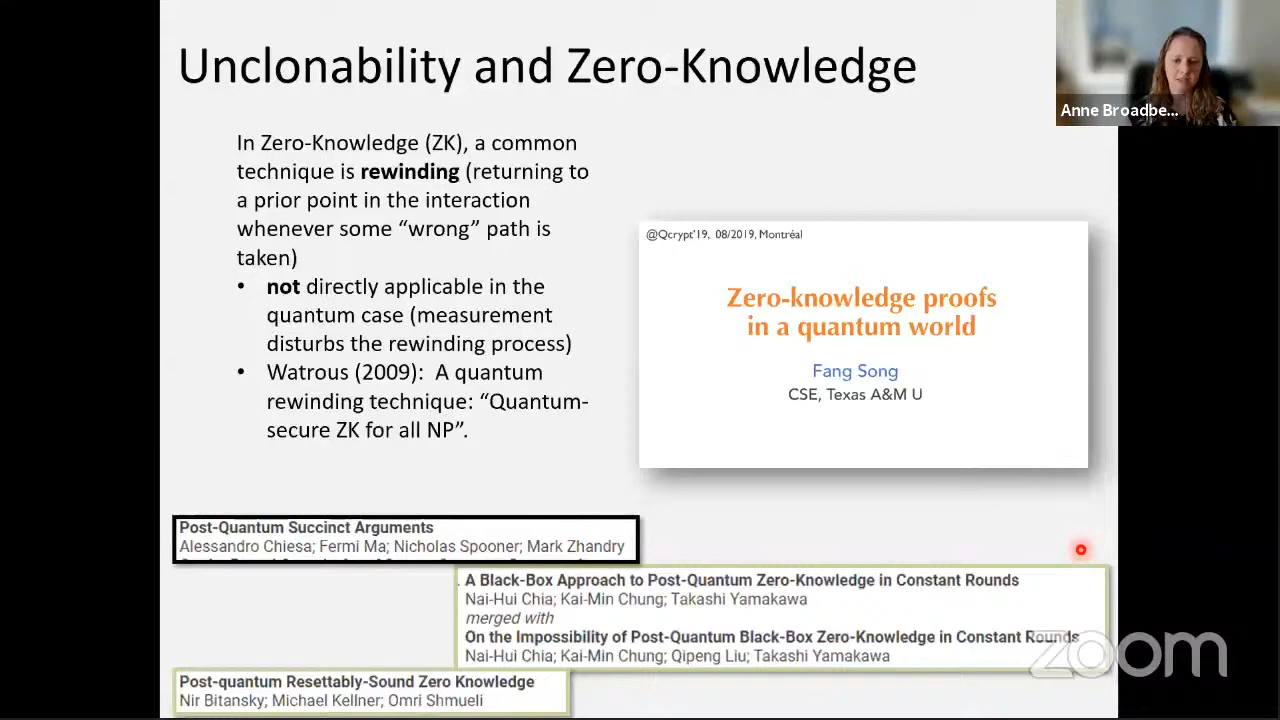 Unclonability and Zero-Knowledge
Anne Broadbe...
In Zero-Knowledge (ZK), a common
technique is rewinding (returning to
a prior point in the interaction
whenever some “wrong” path is
taken)
• not directly applicable in the
quantum case (measurement
disturbs the rewinding process)
• Watrous (2009): A quantum
rewinding technique: “Quantum-
secure ZK for all NP”.
@Qcrypt'19, 08/2019, Montréal
Zero-knowledge proofs
in a quantum world
Fang Song
CSE, Texas A&M U
Post-Quantum Succinct Arguments
Alessandro Chiesa; Fermi Ma; Nicholas Spooner; Mark Zhandry
A Black-Box Approach to Post-Quantum Zero-Knowledge in Constant Rounds
Nai-Hui Chia; Kai-Min Chung; Takashi Yamakawa
merged with
On the Impossibility of Post-Quantum Black-Box Zero-Knowledge in Constant Rounds
Nai-Hui Chia; Kai-Min Chung; Qipeng Liu; Takashi Yamakawa
zoom
Post-quantum Resettably-Sound Zero Knowledge
Nir Bitansky; Michael Kellner; Omri Shmueli